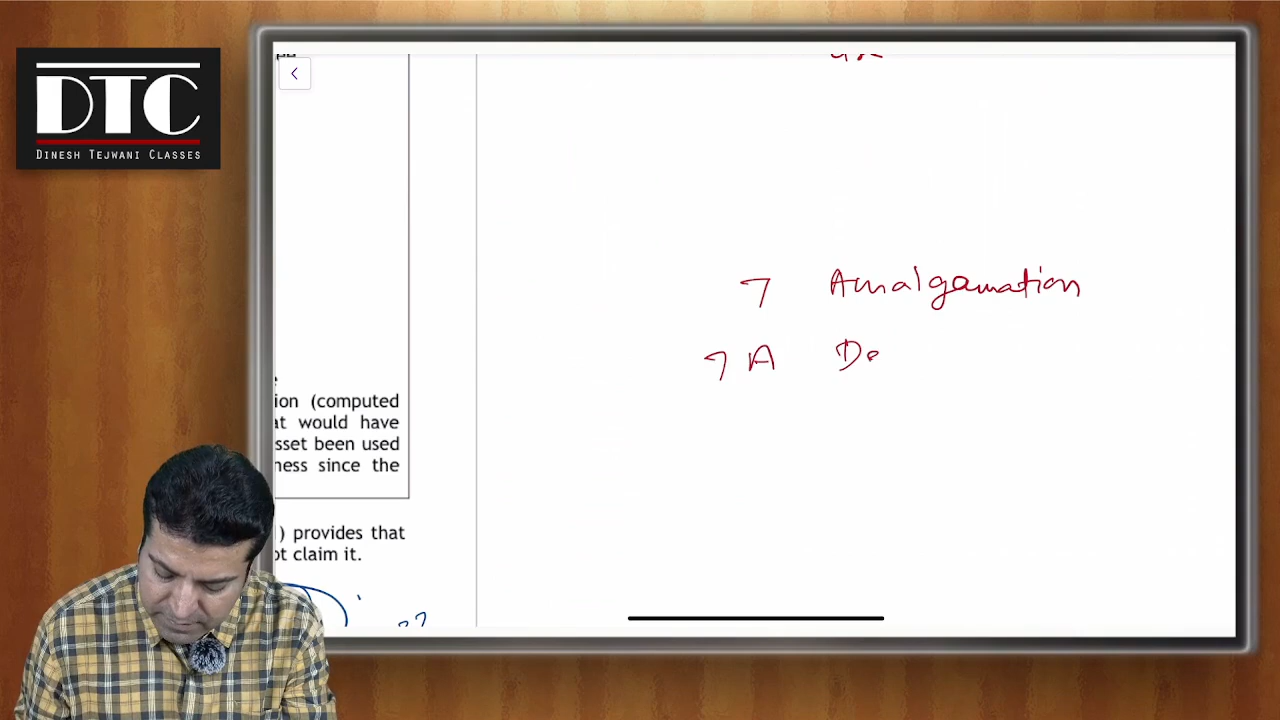 DTC
DINESH TEJWANI CLASSES
ion (computed
at would have
sset been used
ness since the
) provides that
ot claim it.
??
7 Amalgamation
7A De